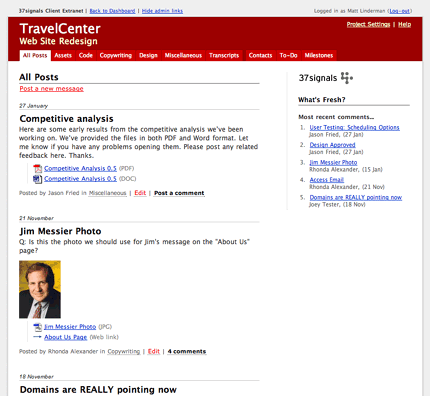 37signals Client Extranet | Back to Dashboard | Hide admin links
Logged in as Matt Linderman (Log-out)
TravelCenter
Project Settings | Help
Web Site Redesign
All Posts Assets Code Copywriting Design Miscellaneous Transcripts Contacts To-Do Milestones
All Posts
Post a new message
27 January
Competitive analysis
Here are some early results from the competitive analysis we've been
working on. We've provided the files in both PDF and Word format. Let
me know if you have any problems opening them. Please post any related
feedback here. Thanks.
Competitive Analysis 0.5 (PDF)
Competitive Analysis 0.5 (DOC)
Posted by Jason Fried in Miscellaneous | Edit | Post a comment
21 November
Jim Messier Photo
Q: Is this the photo we should use for Jim's message on the "About Us"
page?
Jim Messier Photo (JPG)
About Us Page (Web link)
Posted by Rhonda Alexander in Copywriting | Edit | 4 comments
19 November
Domains are REALLY pointing now
37signals
What's Fresh?
Most recent comments...
1. User Testing: Scheduling Options
Jason Fried, (27 Jan)
2. Design Approved
Jason Fried, (27 Jan)
3. Jim Messier Photo
Rhonda Alexander, (15 Jan)
4. Access Email
Rhonda Alexander, (21 Nov)
5. Domains are REALLY pointing now
Joey Tester, (18 Nov)